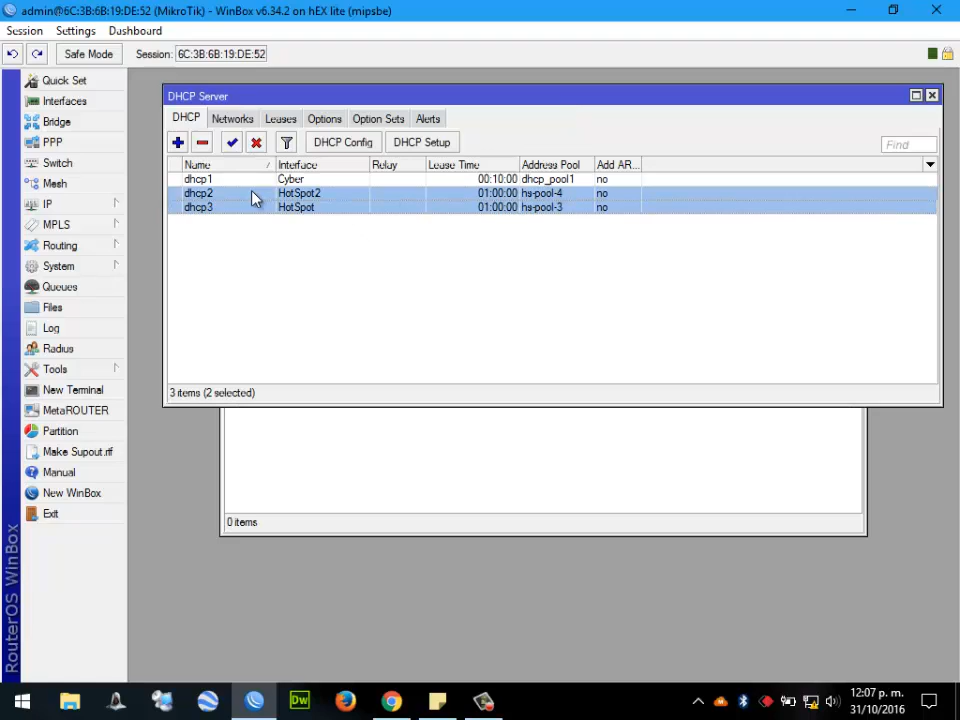 admin@6C:3B:6B:19:DE:52 (MikroTik) - WinBox v6.34.2 on hEX lite (mipsbe)
Session Settings Dashboard
Safe Mode Session: 6C:3B:6B:19:DE:52
Quick Set
Interfaces
Bridge
PPP
Switch
Mesh
IP
MPLS
Routing
System
Queues
Files
Log
Radius
Tools
New Terminal
MetaROUTER
Partition
Make Supout.rif
Manual
New WinBox
Exit
RouterOS WinBox
DHCP Server
DHCP Networks Leases Options Option Sets Alerts
DHCP Config DHCP Setup Find
Name Interface Relay Lease Time Address Pool Add AR...
dhcp1 Cyber 00:10:00 dhcp_pool1 no
dhcp2 HotSpot2 01:00:00 hs-pool-4 no
dhcp3 HotSpot 01:00:00 hs-pool-3 no
3 items (2 selected)
0 items
Dw
12:07 p. m.
31/10/2016